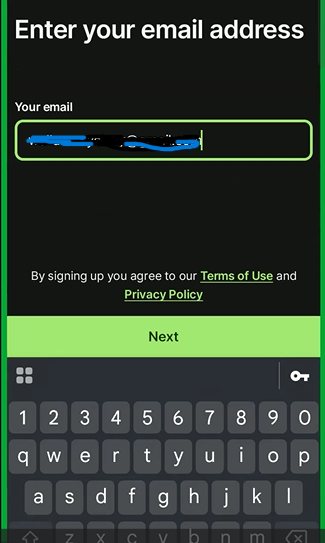 Enter your email address
Your email
By signing up you agree to our Terms of Use and
Privacy Policy
Next
1 2 3 4 5 6 7 8 9 0
q w e r t y u i o p
a s d f g h j k l
z x c v b n m